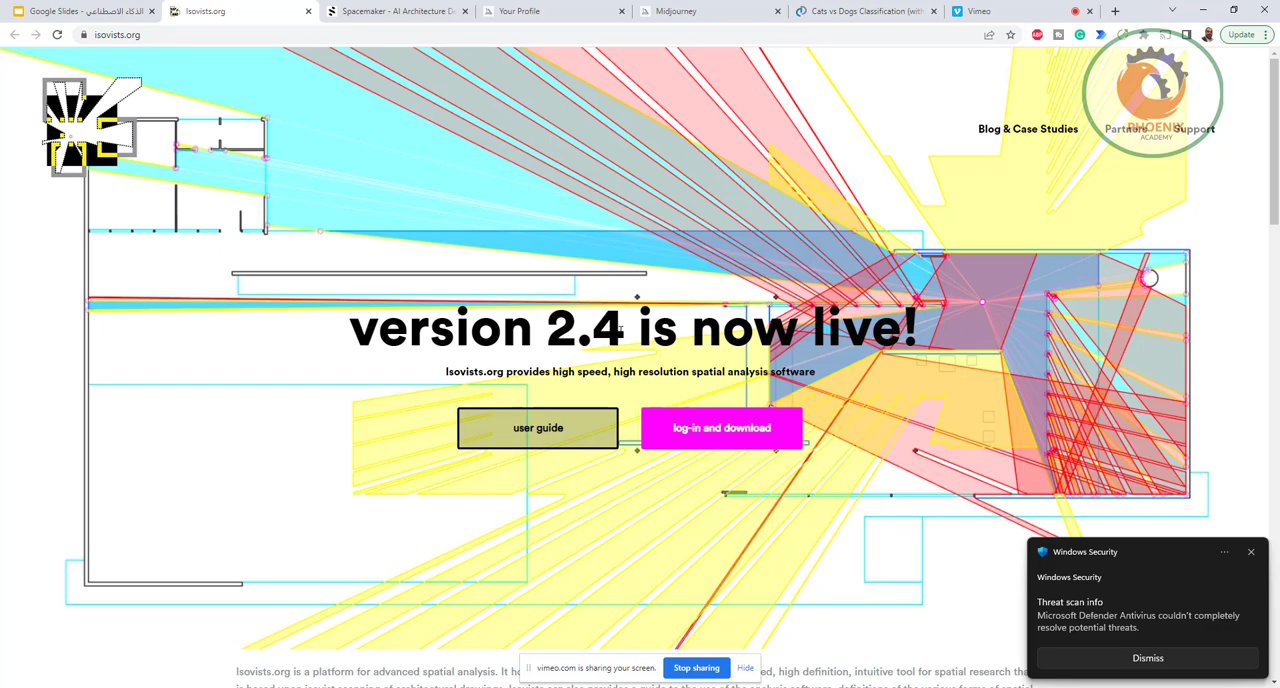 Google Slides - الذكاء الاصطناعي
Isovists.org
Spacemaker - AI Architecture De
Your Profile
Midjourney
Cats vs Dogs Classification (with
Vimeo
isovists.org
Update
Blog & Case Studies
Partners
Support
PHOENIX
ACADEMY
version 2.4 is now live!
Isovists.org provides high speed, high resolution spatial analysis software
user guide
log-in and download
Windows Security
Windows Security
Threat scan info
Microsoft Defender Antivirus couldn't completely
resolve potential threats.
Dismiss
vimeo.com is sharing your screen.
Stop sharing
Hide
Isovists.org is a platform for advanced spatial analysis. It
high definition, intuitive tool for spatial research